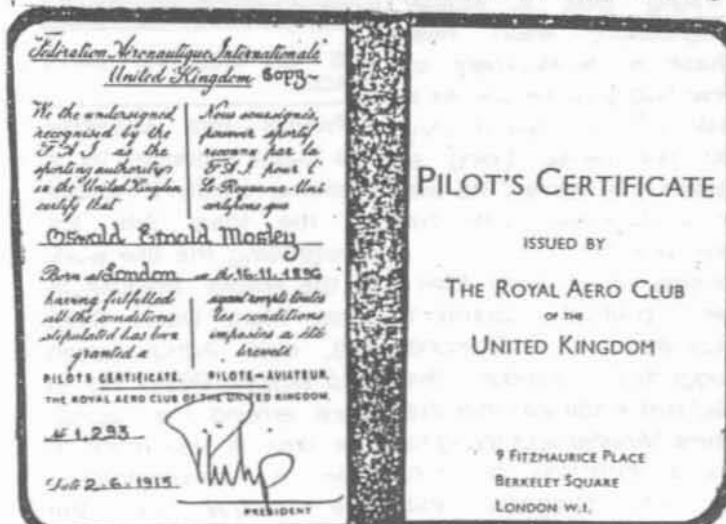 Fédération Aéronautique Internationale
United Kingdom Copy
We the undersigned
recognised by the
F.A.I. as the
sporting authority
in the United Kingdom
certify that
Nous soussignés,
pouvoir sportif
reconnu par la
F.A.I. pour l'
Le Royaume-Uni
certifions que
Oswald Ernald Mosley
Born at London on the 16.11.1896
having fulfilled
all the conditions
stipulated has been
granted a
ayant rempli toutes
les conditions
imposées a été
breveté
PILOTS CERTIFICATE. PILOTE-AVIATEUR.
THE ROYAL AERO CLUB OF THE UNITED KINGDOM.
No 1,293
Date 2.6.1915
Philip
PRESIDENT
PILOT'S CERTIFICATE
ISSUED BY
THE ROYAL AERO CLUB
OF THE
UNITED KINGDOM
9 FITZMAURICE PLACE
BERKELEY SQUARE
LONDON W.1.